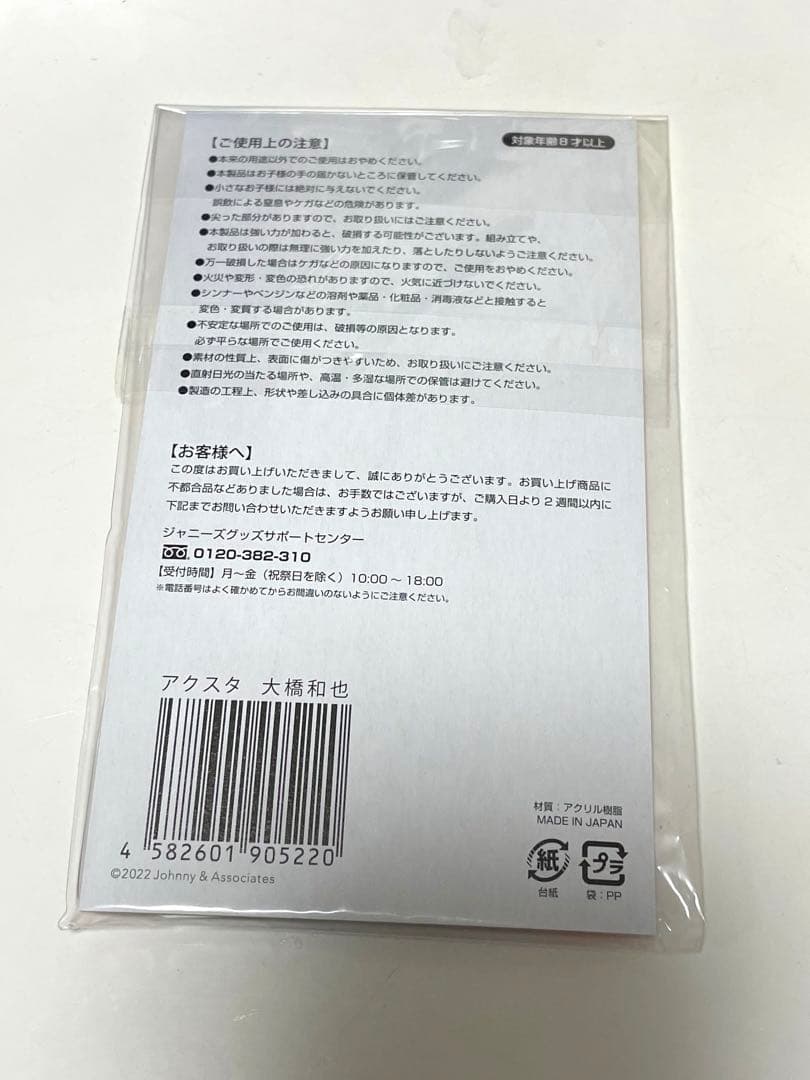 【ご使用上の注意】
対象年齢8才以上
●本来の用途以外でのご使用はおやめください。
●本製品はお子様の手の届かないところに保管してください。
●小さなお子様には絶対に与えないでください。
誤飲による窒息やケガなどの危険があります。
●尖った部分がありますので、お取り扱いにはご注意ください。
●本製品は強い力が加わると、破損する可能性がございます。組み立てや、
お取り扱いの際は無理に強い力を加えたり、落としたりしないようご注意ください。
●万一破損した場合はケガなどの原因になりますので、ご使用をおやめください。
●火災や変形・変色の恐れがありますので、火気に近づけないでください。
●シンナーやベンジンなどの溶剤や薬品・化粧品・消毒液などと接触すると
変色・変質する場合があります。
●不安定な場所でのご使用は、破損等の原因となります。
必ず平らな場所でご使用ください。
●素材の性質上、表面に傷がつきやすいため、お取り扱いにご注意ください。
●直射日光の当たる場所や、高温・多湿な場所での保管は避けてください。
●製造の工程上、形状や差し込みの具合に個体差があります。
【お客様へ】
この度はお買い上げいただきまして、誠にありがとうございます。お買い上げ商品に
不都合品などありました場合は、お手数ではございますが、ご購入日より2週間以内に
下記までお問い合わせいただきますようお願い申し上げます。
ジャニーズグッズサポートセンター
0120-382-310
【受付時間】月～金（祝祭日を除く）10:00～18:00
※電話番号はよく確かめてからお間違いのないようにご注意ください。
アクスタ 大橋和也
4 582601 905220
©2022 Johnny & Associates
材質：アクリル樹脂
MADE IN JAPAN
紙 プラ
台紙 袋：PP